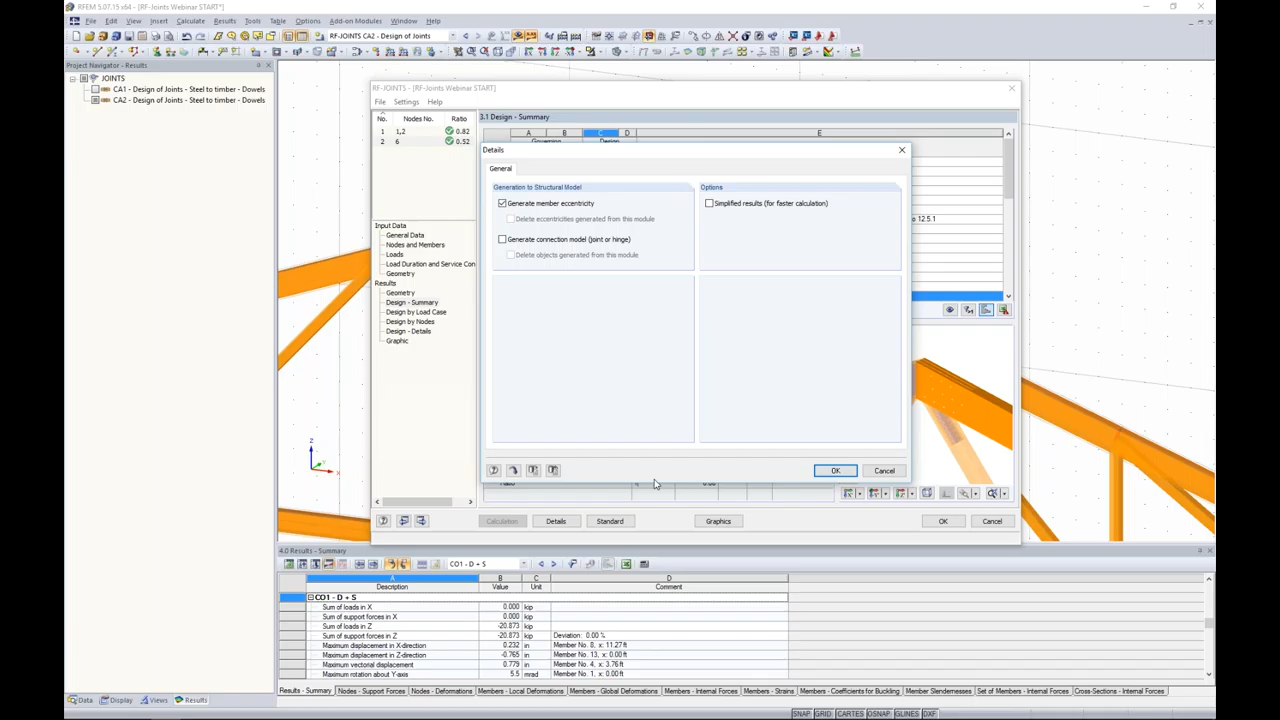 RFEM 5.07.15 x64 - [RF-Joints Webinar START*]
File Edit View Insert Calculate Results Tools Table Options Add-on Modules Window Help
RF-JOINTS CA2 - Design of Joints
Project Navigator - Results
JOINTS
CA1 - Design of Joints - Steel to timber - Dowels
CA2 - Design of Joints - Steel to timber - Dowels
RF-JOINTS - [RF-Joints Webinar START]
File Settings Help
No. Nodes No. Ratio
1 1,2 0.82
2 6 0.52
Input Data
General Data
Nodes and Members
Loads
Load Duration and Service Con
Geometry
Results
Geometry
Design - Summary
Design by Load Case
Design by Nodes
Design - Details
Graphic
3.1 Design - Summary
A B C D E
Governing Design
o 12.5.1
Details
General
Generation to Structural Model
Generate member eccentricity
Delete eccentricities generated from this module
Generate connection model (joint or hinge)
Delete objects generated from this module
Options
Simplified results (for faster calculation)
OK Cancel
Calculation Details Standard Graphics OK Cancel
Z
Y
X
4.0 Results - Summary
CO1 - D + S
A B C D
Description Value Unit Comment
CO1 - D + S
Sum of loads in X 0.000 kip
Sum of support forces in X 0.000 kip
Sum of loads in Z -20.873 kip
Sum of support forces in Z -20.873 kip Deviation: 0.00 %
Maximum displacement in X-direction 0.232 in Member No. 8, x: 11.27 ft
Maximum displacement in Z-direction -0.765 in Member No. 13, x: 0.00 ft
Maximum vectorial displacement 0.779 in Member No. 4, x: 3.76 ft
Maximum rotation about Y-axis 5.5 mrad Member No. 1, x: 0.00 ft
Results - Summary Nodes - Support Forces Nodes - Deformations Members - Local Deformations Members - Global Deformations Members - Internal Forces Members - Strains Members - Coefficients for Buckling Member Slendernesses Set of Members - Internal Forces Cross-Sections - Internal Forces
Data Display Views Results
SNAP GRID CARTES OSNAP GLINES DXF